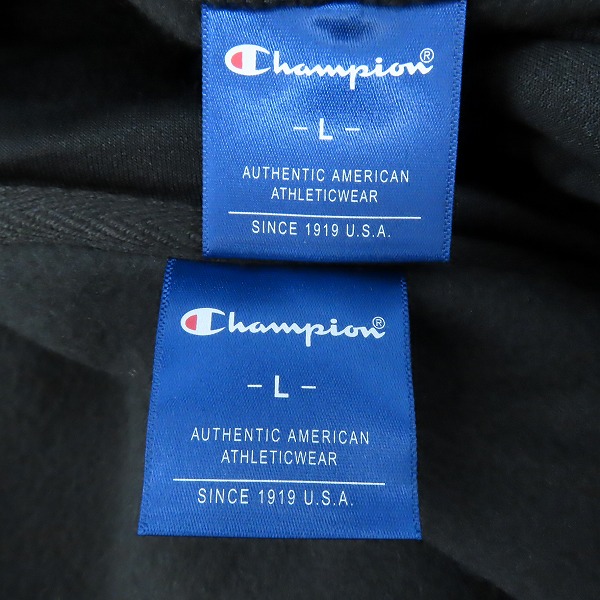 Champion®
- L -
AUTHENTIC AMERICAN
ATHLETICWEAR
SINCE 1919 U.S.A.
Champion®
- L -
AUTHENTIC AMERICAN
ATHLETICWEAR
SINCE 1919 U.S.A.